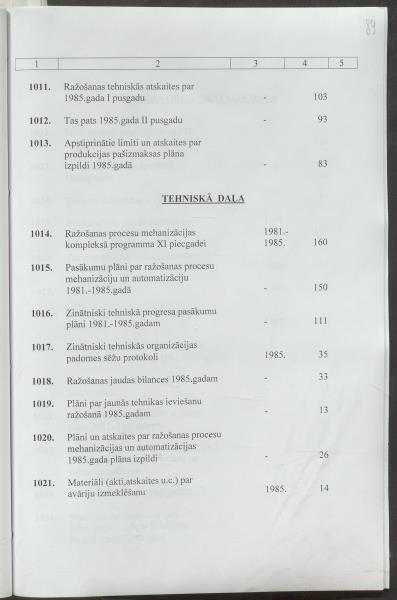 89
1 2 3 4 5
1011. Ražošanas tehniskās atskaites par
1985.gada I pusgadu - 103
1012. Tas pats 1985.gada II pusgadu - 93
1013. Apstiprinātie limiti un atskaites par
produkcijas pašizmaksas plāna
izpildi 1985.gadā - 83
TEHNISKĀ DAĻA
1014. Ražošanas procesu mehanizācijas 1981.-
kompleksā programma XI piecgadei 1985. 160
1015. Pasākumu plāni par ražošanas procesu
mehanizāciju un automatizāciju
1981.-1985.gadā - 150
1016. Zinātniski tehniskā progresa pasākumu
plāni 1981.-1985.gadam - 111
1017. Zinātniski tehniskās organizācijas
padomes sēžu protokoli 1985. 35
1018. Ražošanas jaudas bilances 1985.gadam - 33
1019. Plāni par jaunās tehnikas ieviešanu
ražošanā 1985.gadam - 13
1020. Plāni un atskaites par ražošanas procesu
mehanizācijas un automatizācijas
1985.gada plāna izpildi - 26
1021. Materiāli (akti,atskaites u.c.) par
avāriju izmeklēšanu 1985. 14